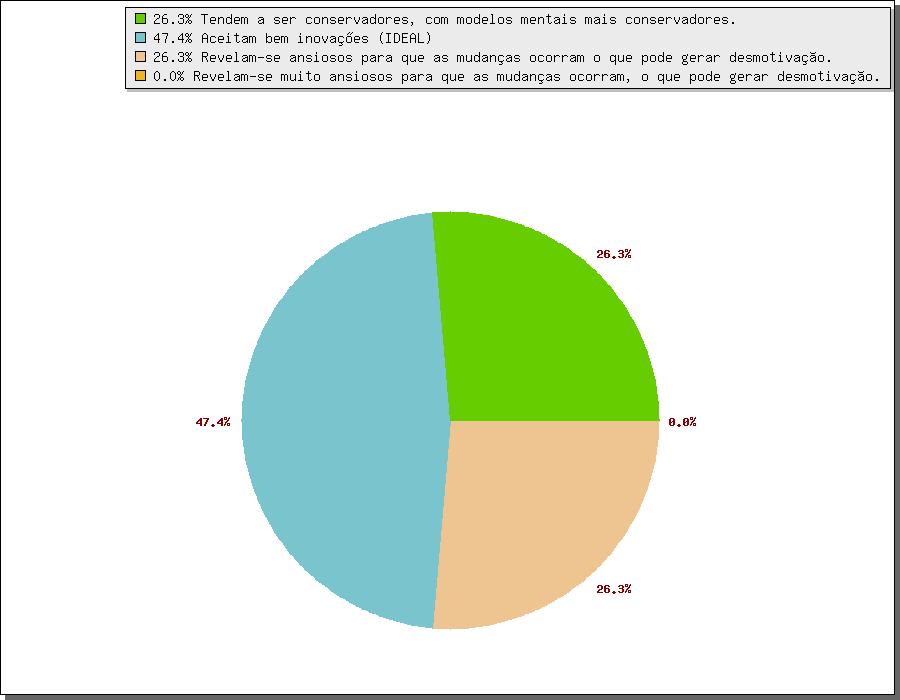 26.3% Tendem a ser conservadores, com modelos mentais mais conservadores.
47.4% Aceitam bem inovações (IDEAL)
26.3% Revelam-se ansiosos para que as mudanças ocorram o que pode gerar desmotivação.
0.0% Revelam-se muito ansiosos para que as mudanças ocorram, o que pode gerar desmotivação.
26.3%
47.4%
0.0%
26.3%